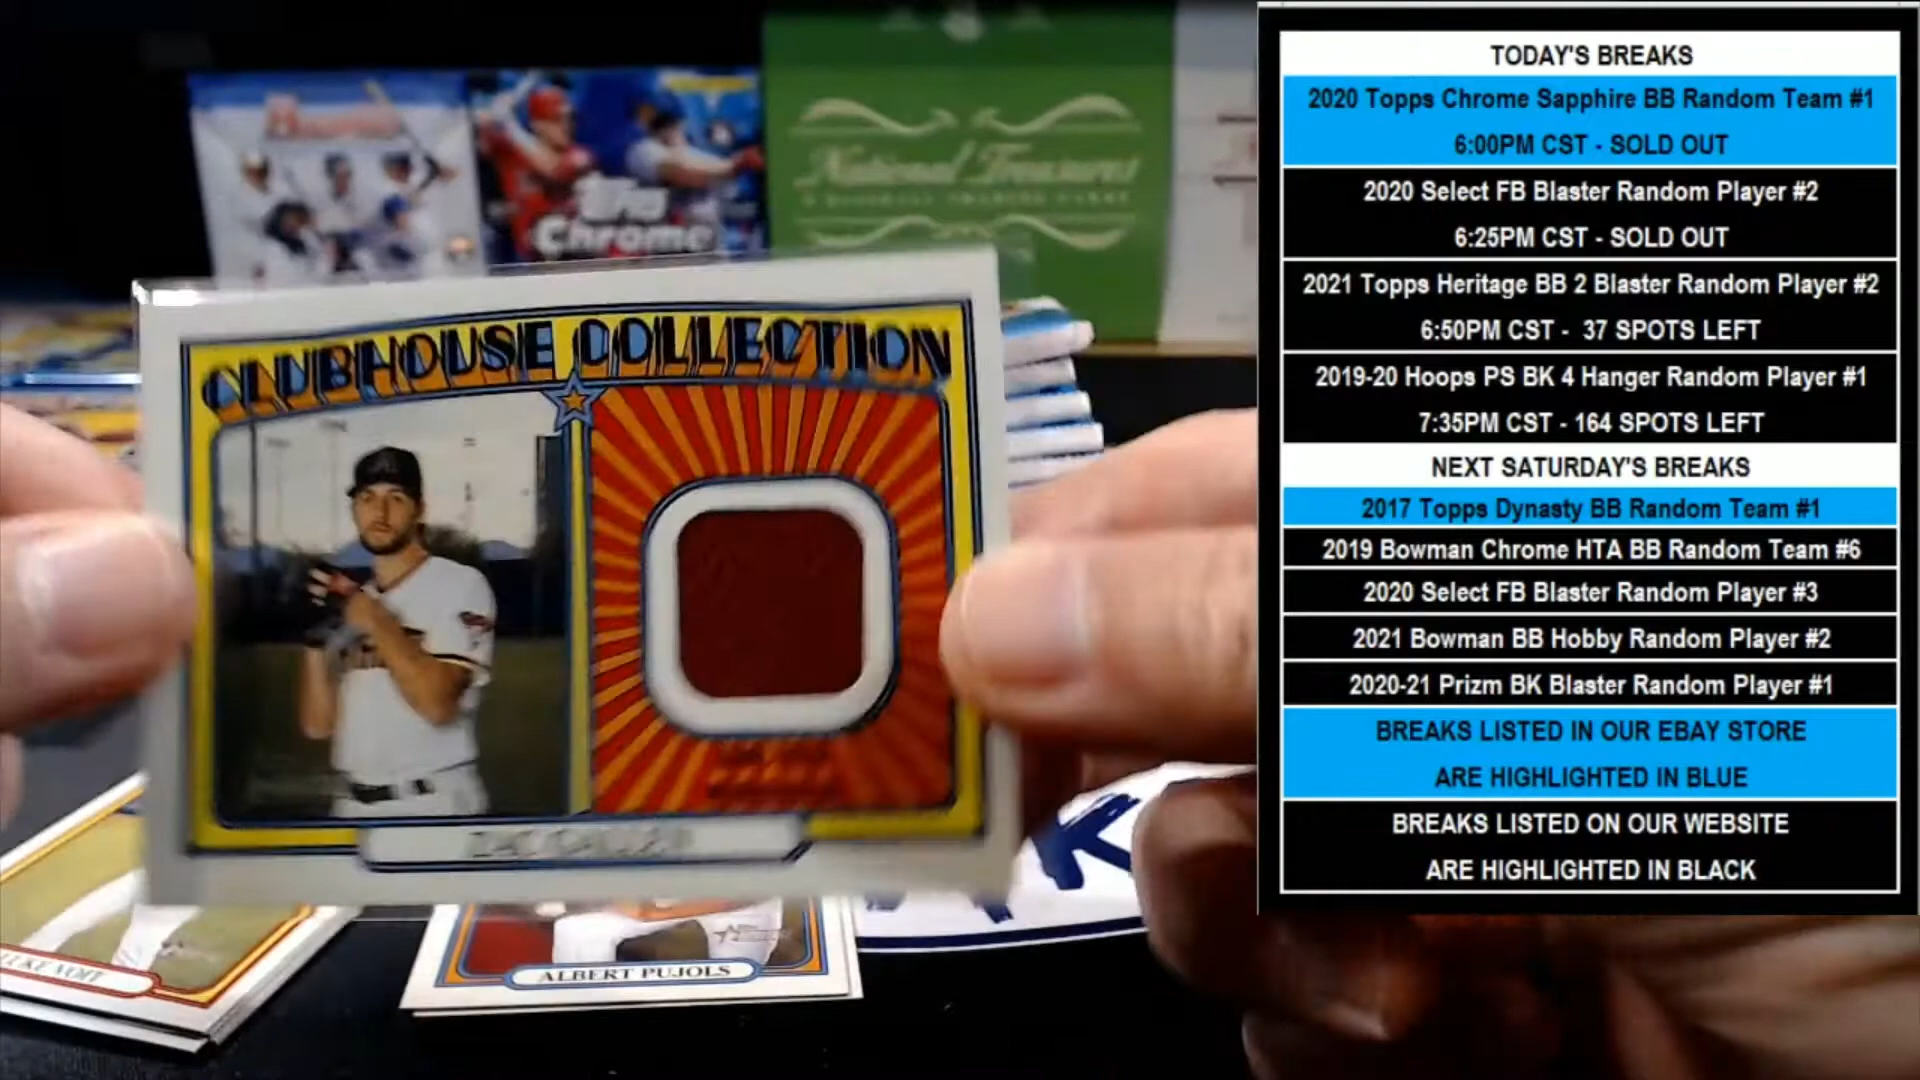 TODAY'S BREAKS
2020 Topps Chrome Sapphire BB Random Team #1
6:00PM CST - SOLD OUT
2020 Select FB Blaster Random Player #2
6:25PM CST - SOLD OUT
2021 Topps Heritage BB 2 Blaster Random Player #2
6:50PM CST - 37 SPOTS LEFT
2019-20 Hoops PS BK 4 Hanger Random Player #1
7:35PM CST - 164 SPOTS LEFT
NEXT SATURDAY'S BREAKS
2017 Topps Dynasty BB Random Team #1
2019 Bowman Chrome HTA BB Random Team #6
2020 Select FB Blaster Random Player #3
2021 Bowman BB Hobby Random Player #2
2020-21 Prizm BK Blaster Random Player #1
BREAKS LISTED IN OUR EBAY STORE
ARE HIGHLIGHTED IN BLUE
BREAKS LISTED ON OUR WEBSITE
ARE HIGHLIGHTED IN BLACK
National Treasures
Topps
Chrome
CLUBHOUSE COLLECTION
LUKE VOIT
ALBERT PUJOLS